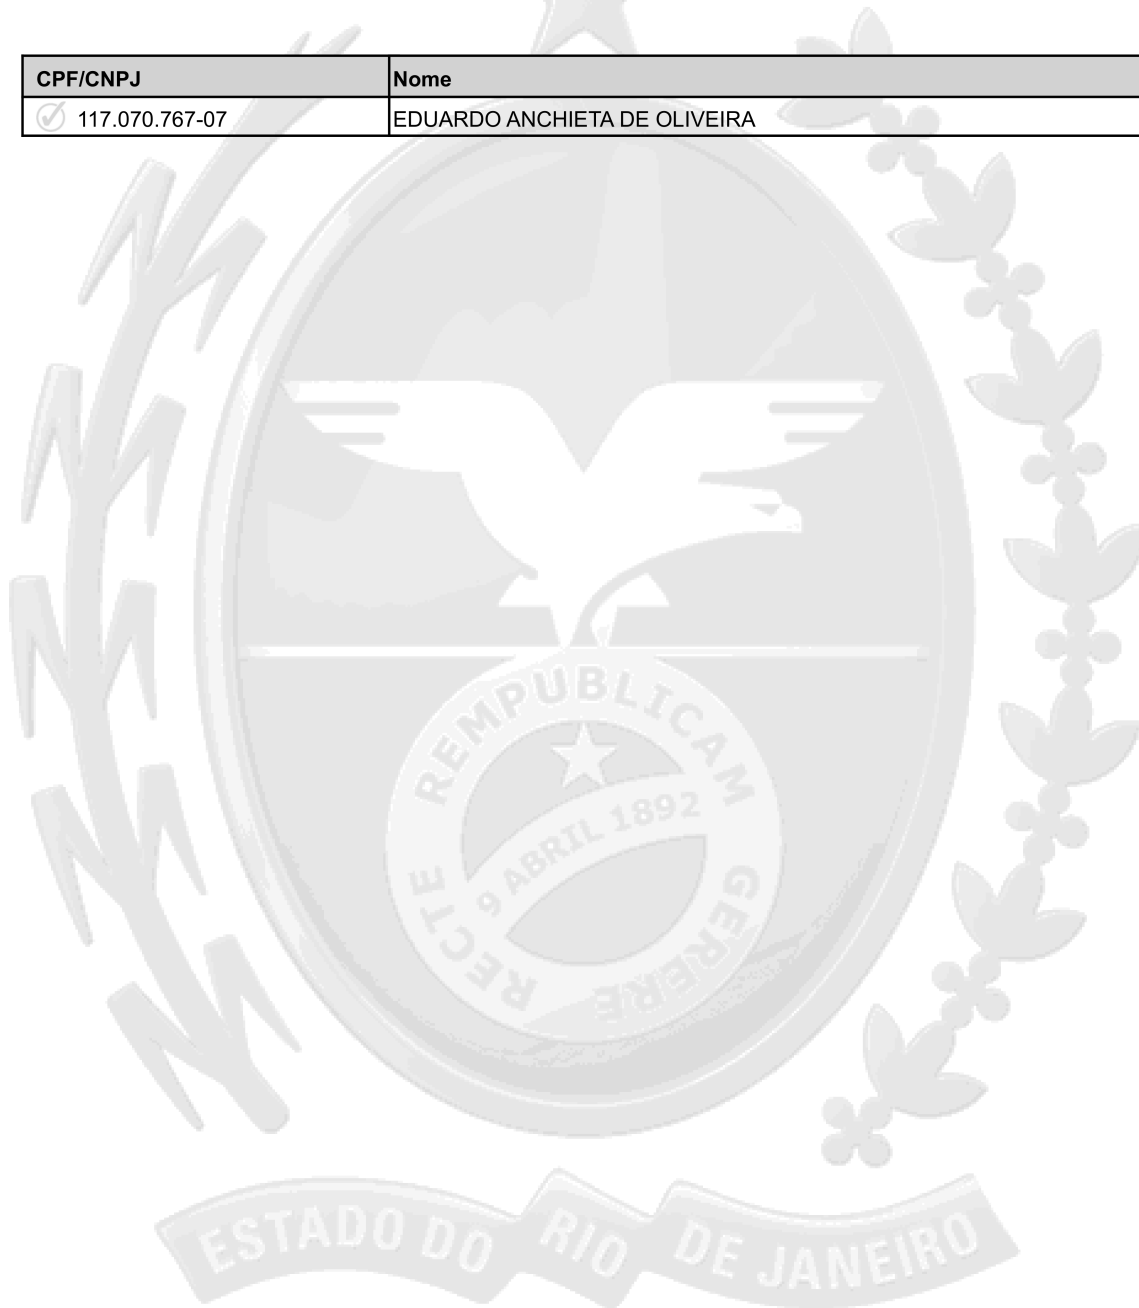 CPF/CNPJ Nome
117.070.767-07 EDUARDO ANCHIETA DE OLIVEIRA
REMPUBLICAM
9 ABRIL 1892
RECTE GERERE
ESTADO DO RIO DE JANEIRO